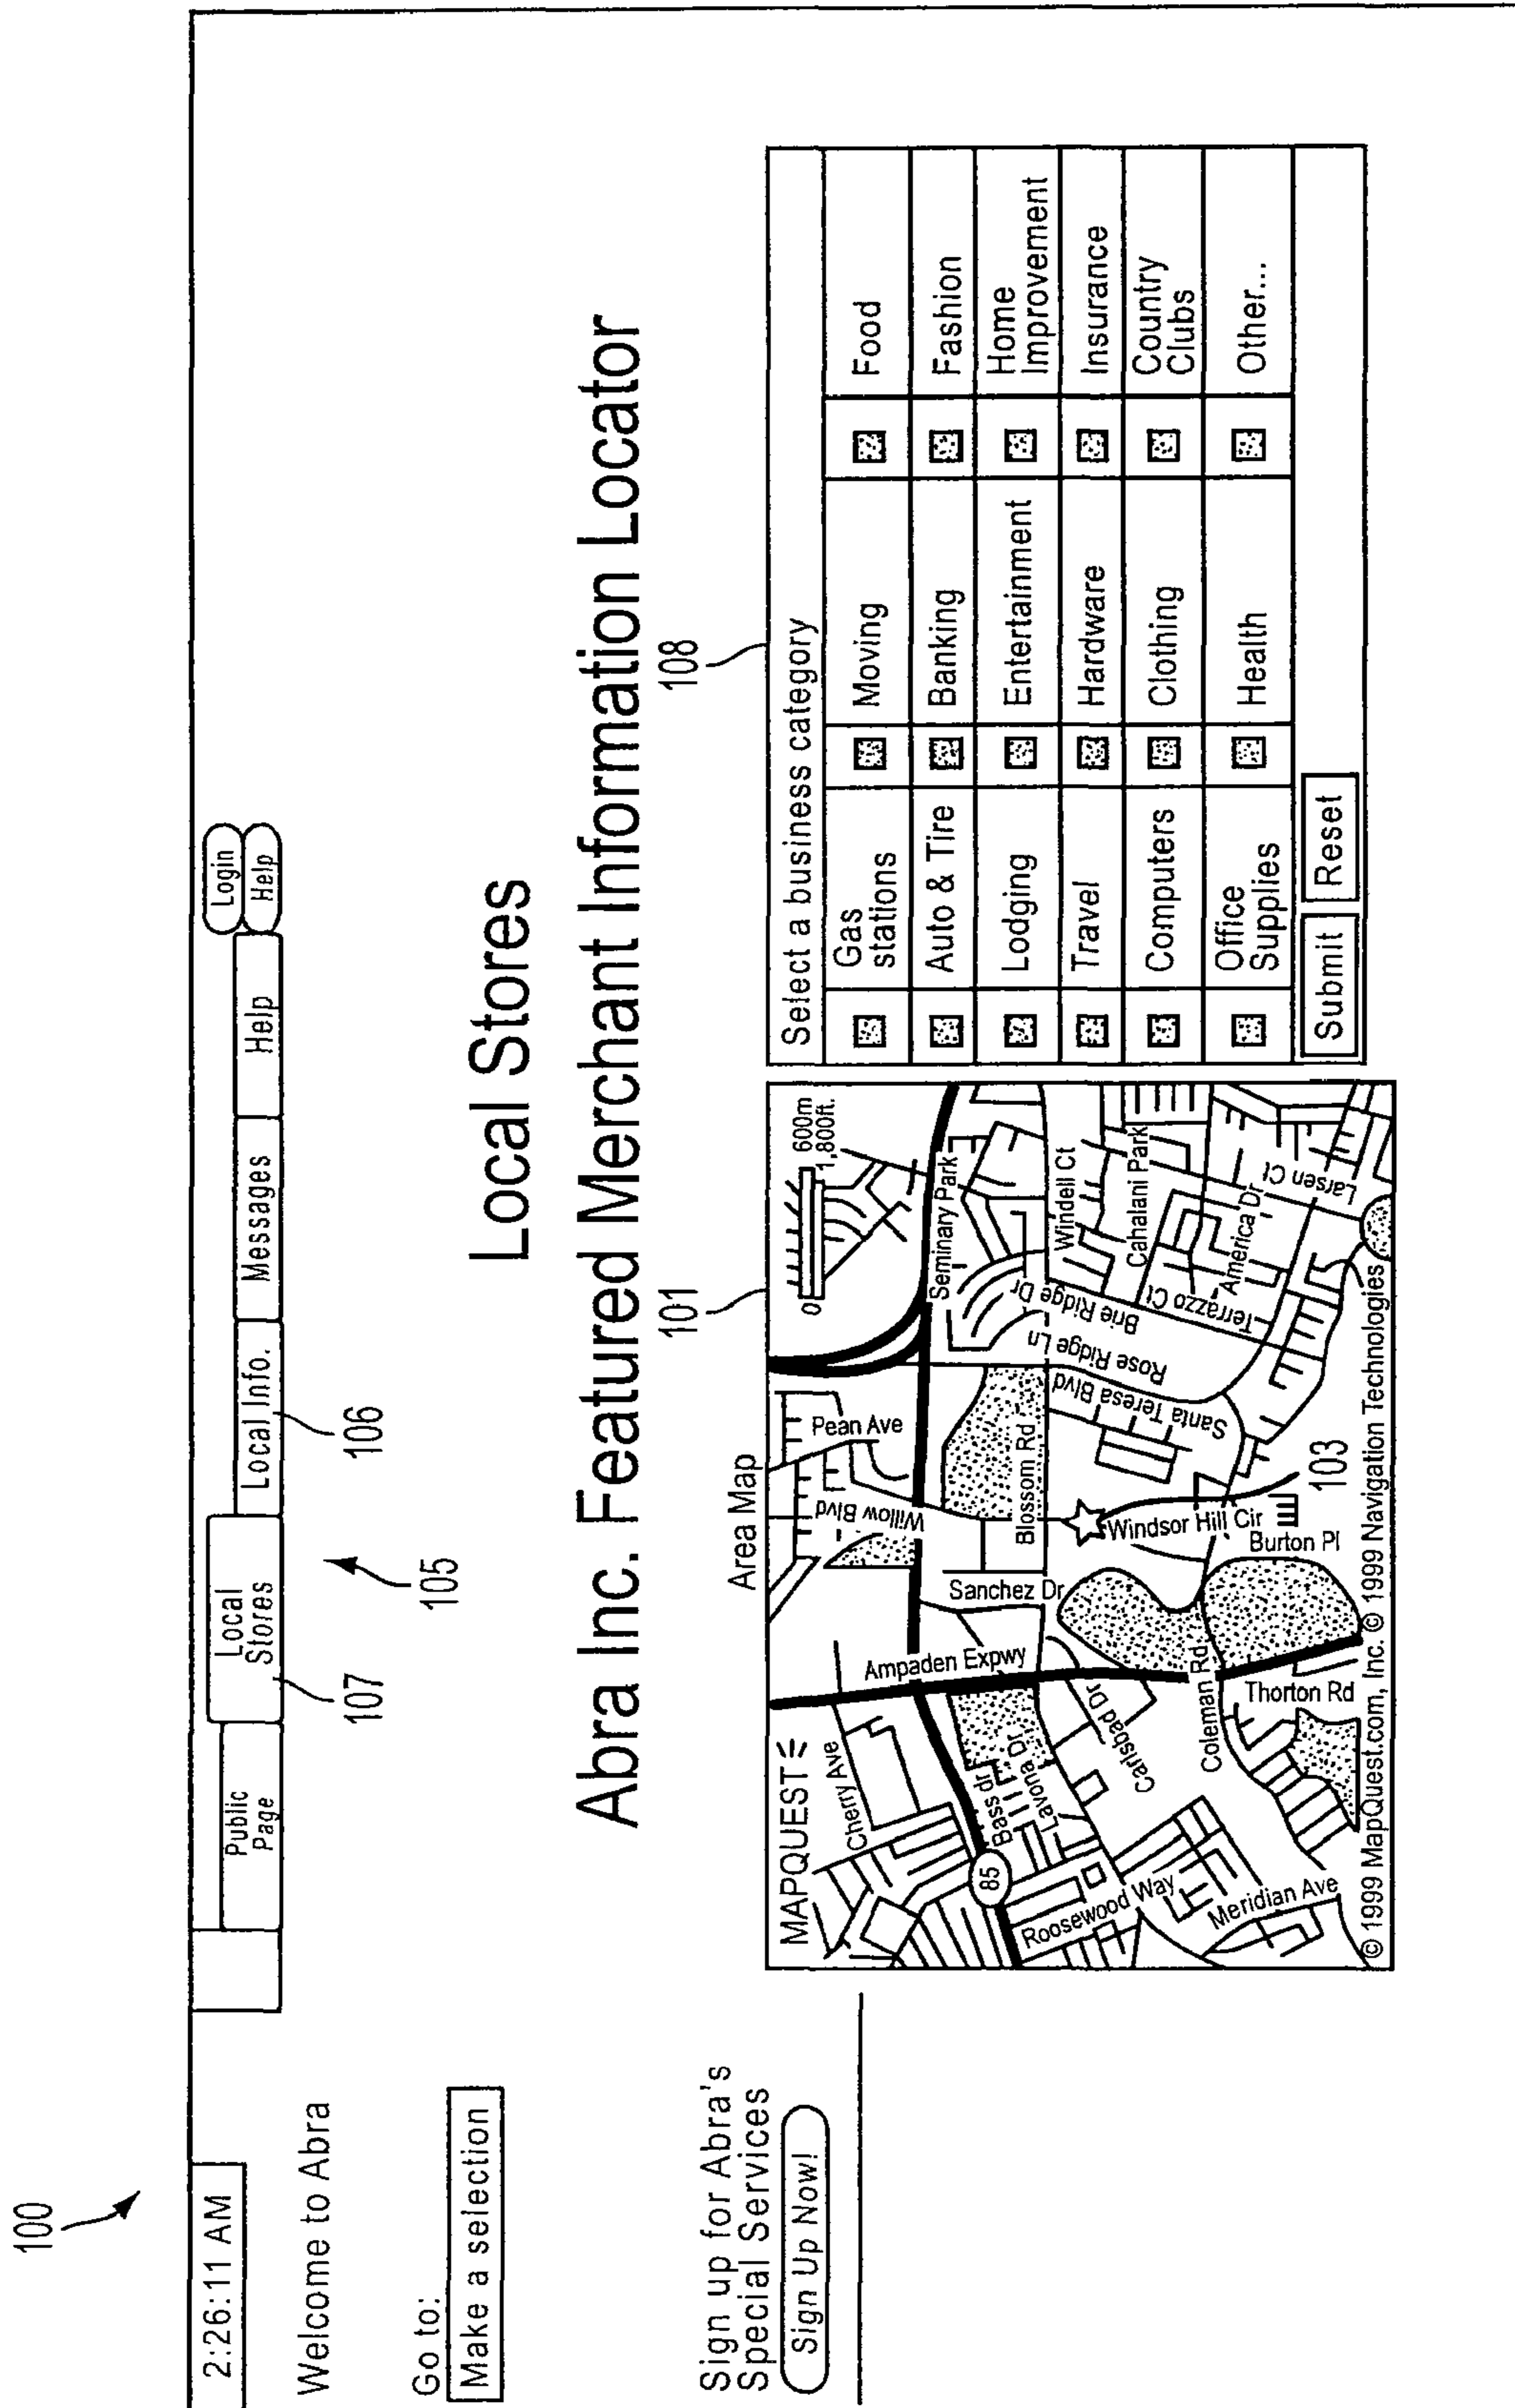 100
2:26:11 AM
Public
Page
Local
Stores
Local Info.
Messages
Help
Login
Help
107
105
106
Welcome to Abra
Go to:
Make a selection
Local Stores
Abra Inc. Featured Merchant Information Locator
Sign up for Abra's
Special Services
Sign Up Now!
Area Map
101
108
MAPQUEST
0
600m
1,800ft.
Cherry Ave
Pean Ave
Willow Blvd
Ampaden Expwy
Seminary Park
Sanchez Dr
Bass dr
Lavona Dr
85
Blossom Rd
Brie Ridge Dr
Rose Ridge Ln
Windell Ct
Santa Teresa Blvd
Carlsbad Dr
Roosewood Way
Cahalani Park
Terrazzo Ct
America Dr
Larsen Ct
Windsor Hill Cir
Burton Pl
Coleman Rd
Thorton Rd
Meridian Ave
103
© 1999 MapQuest.com, Inc. © 1999 Navigation Technologies
Select a business category
Gas
stations
Moving
Food
Auto & Tire
Banking
Fashion
Lodging
Entertainment
Home
Improvement
Travel
Hardware
Insurance
Computers
Clothing
Country
Clubs
Office
Supplies
Health
Other...
Submit
Reset